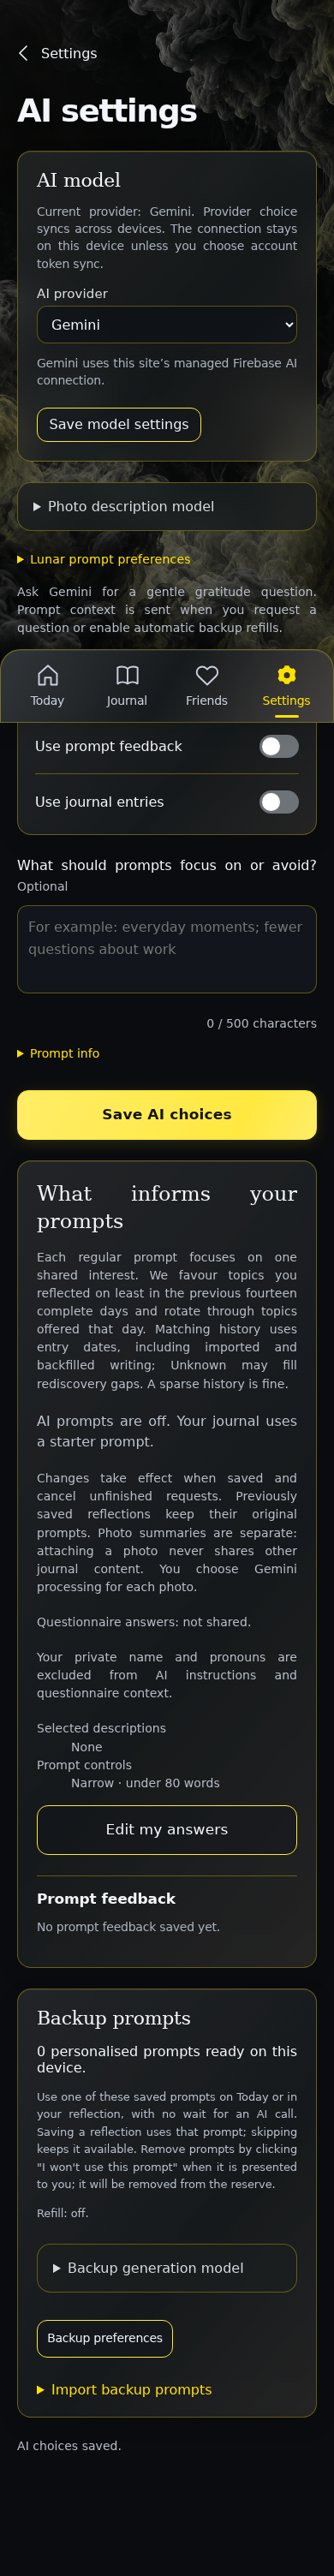 Settings
AI settings
AI model
Current provider: Gemini. Provider choice
syncs across devices. The connection stays
on this device unless you choose account
token sync.
AI provider
Gemini
Gemini uses this site’s managed Firebase AI
connection.
Save model settings
Photo description model
Lunar prompt preferences
Ask Gemini for a gentle gratitude question.
Prompt context is sent when you request a
question or enable automatic backup refills.
Today Journal Friends Settings
Use prompt feedback
Use journal entries
What should prompts focus on or avoid?
Optional
For example: everyday moments; fewer
questions about work
0 / 500 characters
Prompt info
Save AI choices
What informs your
prompts
Each regular prompt focuses on one
shared interest. We favour topics you
reflected on least in the previous fourteen
complete days and rotate through topics
offered that day. Matching history uses
entry dates, including imported and
backfilled writing; Unknown may fill
rediscovery gaps. A sparse history is fine.
AI prompts are off. Your journal uses
a starter prompt.
Changes take effect when saved and
cancel unfinished requests. Previously
saved reflections keep their original
prompts. Photo summaries are separate:
attaching a photo never shares other
journal content. You choose Gemini
processing for each photo.
Questionnaire answers: not shared.
Your private name and pronouns are
excluded from AI instructions and
questionnaire context.
Selected descriptions
None
Prompt controls
Narrow · under 80 words
Edit my answers
Prompt feedback
No prompt feedback saved yet.
Backup prompts
0 personalised prompts ready on this
device.
Use one of these saved prompts on Today or in
your reflection, with no wait for an AI call.
Saving a reflection uses that prompt; skipping
keeps it available. Remove prompts by clicking
"I won't use this prompt" when it is presented
to you; it will be removed from the reserve.
Refill: off.
Backup generation model
Backup preferences
Import backup prompts
AI choices saved.